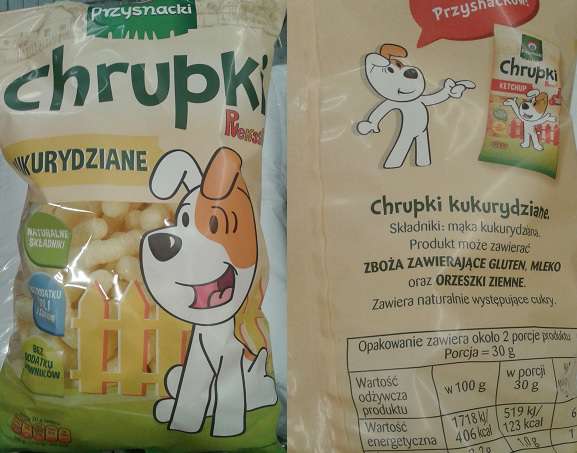 Przysnacki
chrupki
KURYDZIANE
NATURALNE
SKŁADNIKI
BEZ
DODATKU
Przysnacków!
Chrupki
KETCHUP
Chrupki kukurydziane.
Składniki: mąka kukurydziana.
Produkt może zawierać
ZBOŻA ZAWIERAJĄCE GLUTEN, MLEKO
oraz ORZESZKI ZIEMNE.
Zawiera naturalnie występujące cukry.
Opakowanie zawiera około 2 porcje produktu
Porcja = 30 g
Wartość odżywcza produktu w 100 g w porcji 30 g
Wartość energetyczna 1718 kJ/ 406 kcal 519 kJ/ 123 kcal